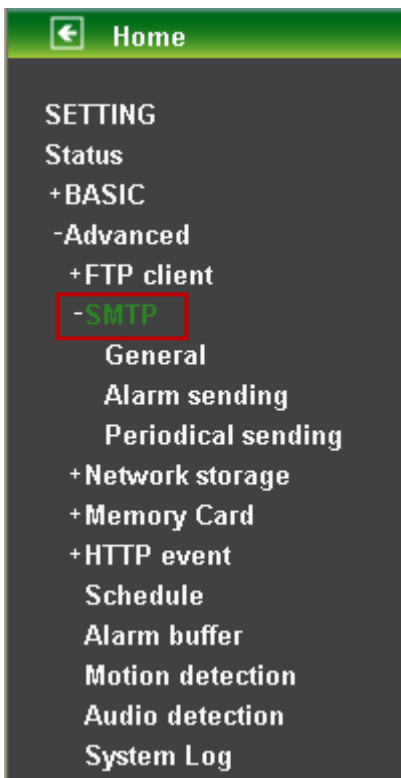 Home
SETTING
Status
+BASIC
-Advanced
+FTP client
-SMTP
General
Alarm sending
Periodical sending
+Network storage
+Memory Card
+HTTP event
Schedule
Alarm buffer
Motion detection
Audio detection
System Log